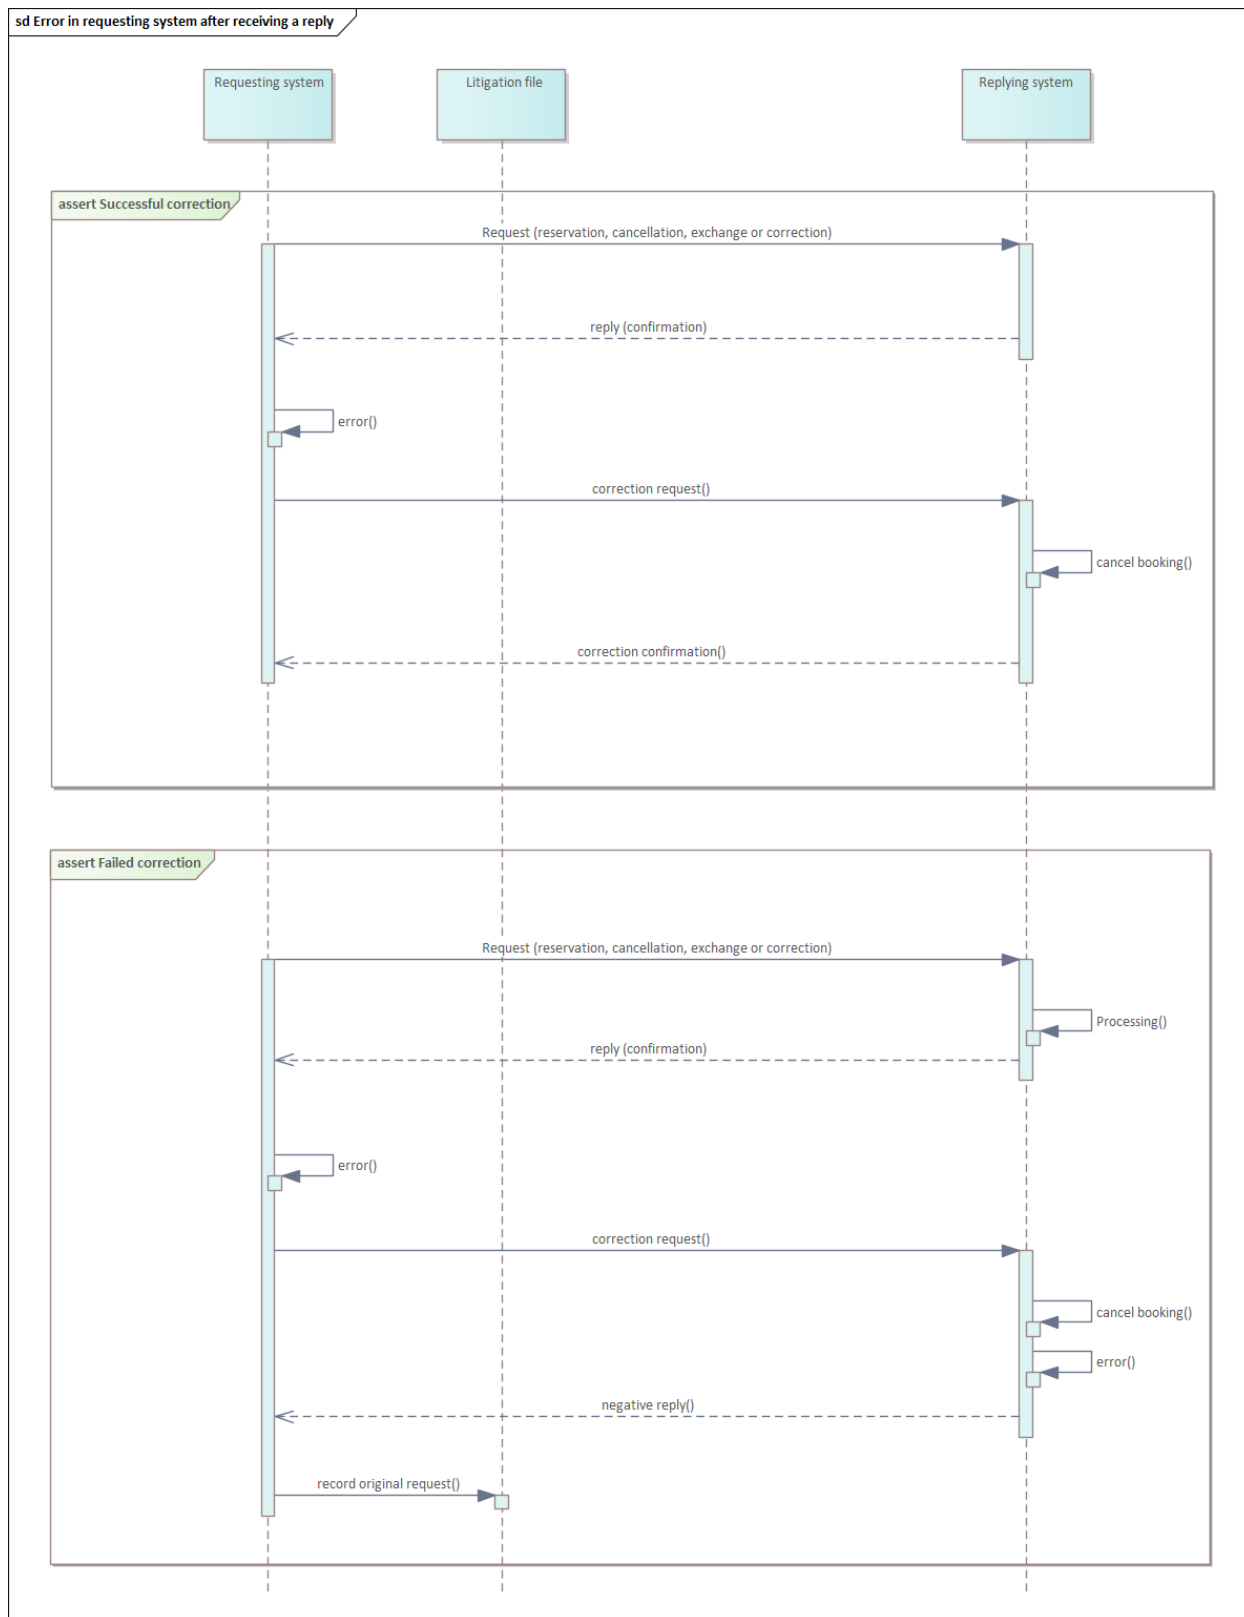 sd Error in requesting system after receiving a reply
Requesting system
Litigation file
Replying system
assert Successful correction
Request (reservation, cancellation, exchange or correction)
reply (confirmation)
error()
correction request()
cancel booking()
correction confirmation()
assert Failed correction
Request (reservation, cancellation, exchange or correction)
Processing()
reply (confirmation)
error()
correction request()
cancel booking()
error()
negative reply()
record original request()